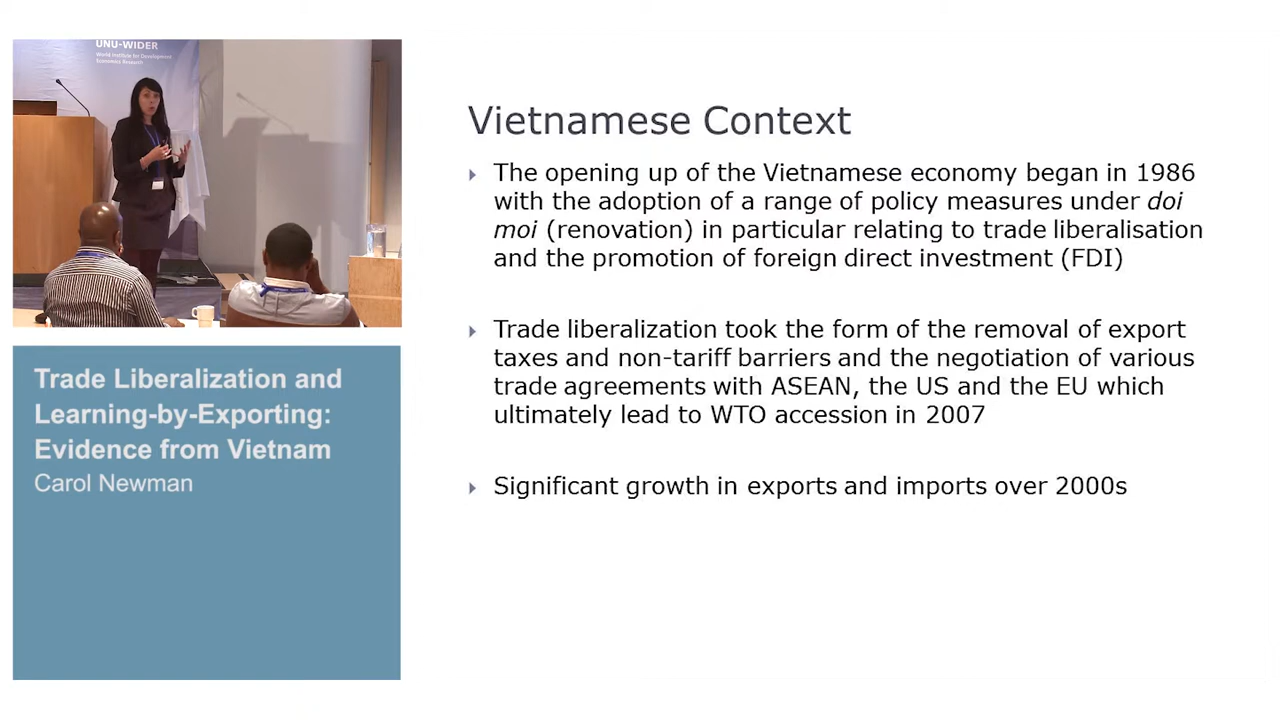 UNU-WIDER
World Institute for Development
Economics Research
Trade Liberalization and
Learning-by-Exporting:
Evidence from Vietnam
Carol Newman
Vietnamese Context
The opening up of the Vietnamese economy began in 1986
with the adoption of a range of policy measures under doi
moi (renovation) in particular relating to trade liberalisation
and the promotion of foreign direct investment (FDI)
Trade liberalization took the form of the removal of export
taxes and non-tariff barriers and the negotiation of various
trade agreements with ASEAN, the US and the EU which
ultimately lead to WTO accession in 2007
Significant growth in exports and imports over 2000s